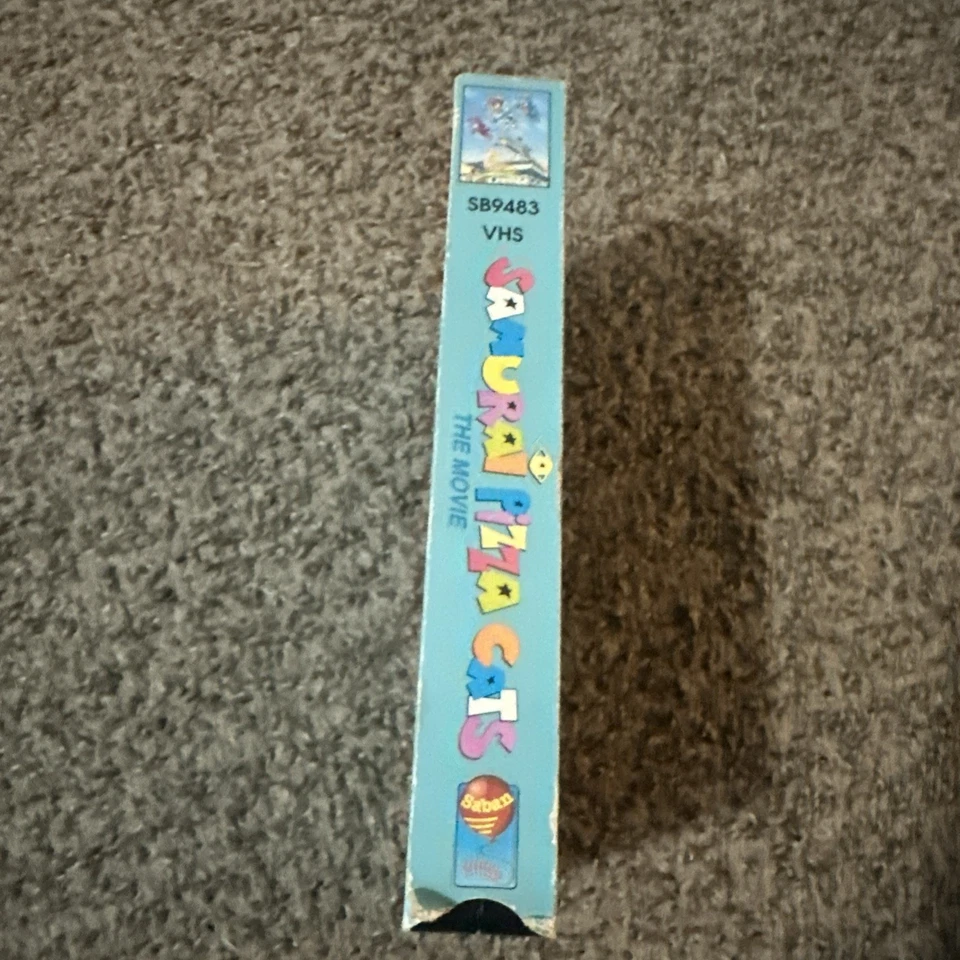 SB9483
VHS
SAMURAI PIZZA CATS
THE MOVIE
Saban